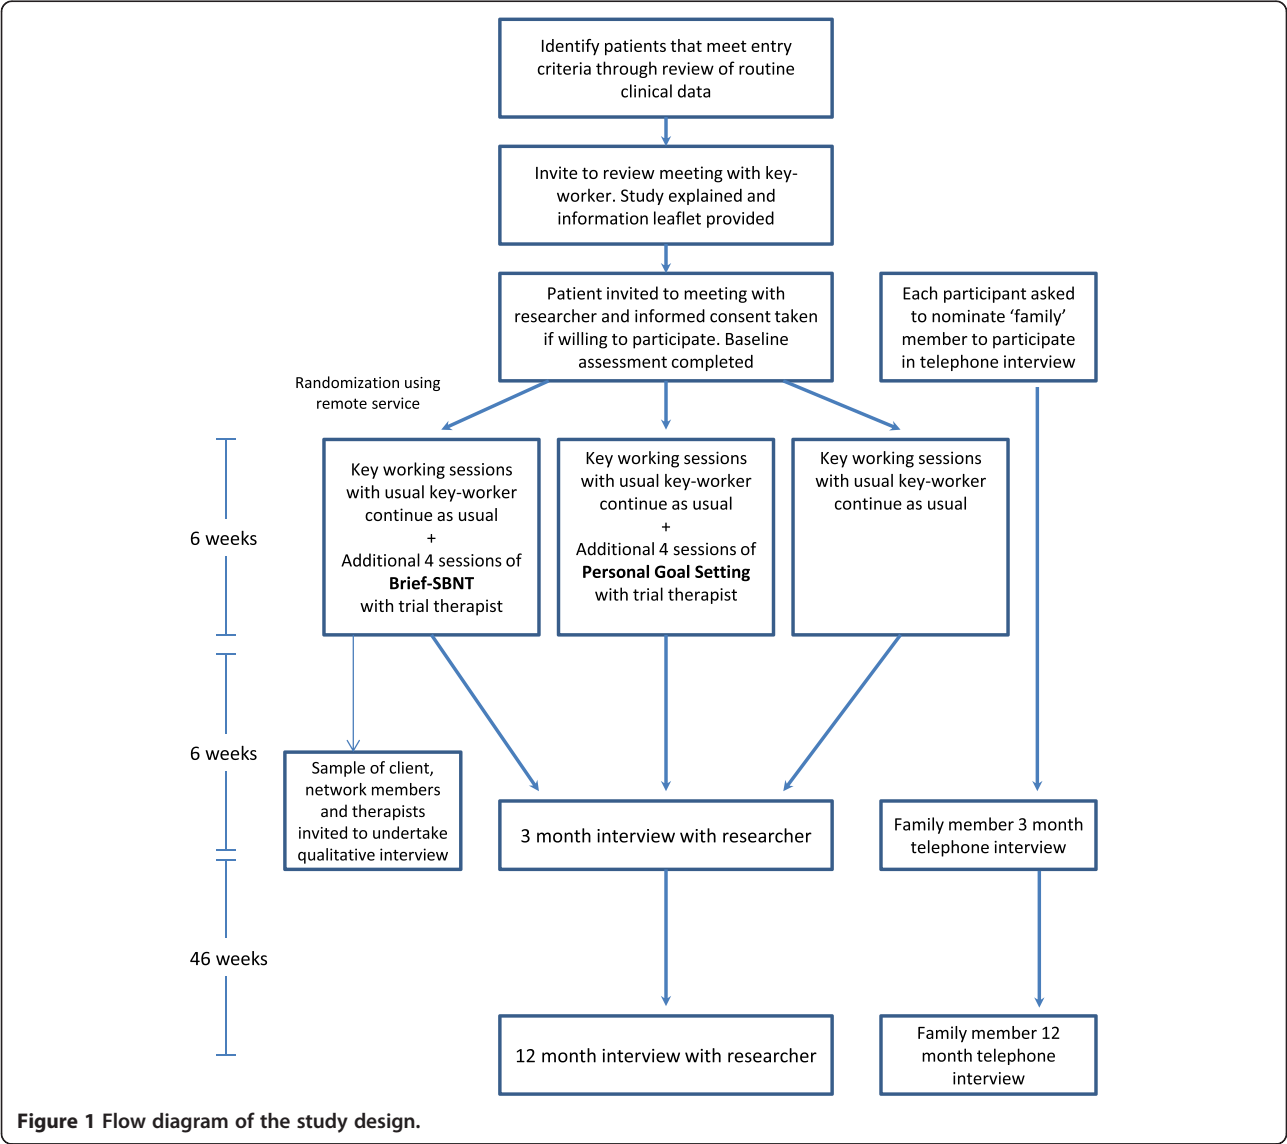 Identify patients that meet entry
criteria through review of routine
clinical data
Invite to review meeting with key-
worker. Study explained and
information leaflet provided
Patient invited to meeting with
researcher and informed consent taken
if willing to participate. Baseline
assessment completed
Each participant asked
to nominate ‘family’
member to participate
in telephone interview
Randomization using
remote service
6 weeks
Key working sessions
with usual key-worker
continue as usual
+
Additional 4 sessions of
Brief-SBNT
with trial therapist
Key working sessions
with usual key-worker
continue as usual
+
Additional 4 sessions of
Personal Goal Setting
with trial therapist
Key working sessions
with usual key-worker
continue as usual
6 weeks
Sample of client,
network members
and therapists
invited to undertake
qualitative interview
3 month interview with researcher
Family member 3 month
telephone interview
46 weeks
12 month interview with researcher
Family member 12
month telephone
interview
Figure 1 Flow diagram of the study design.